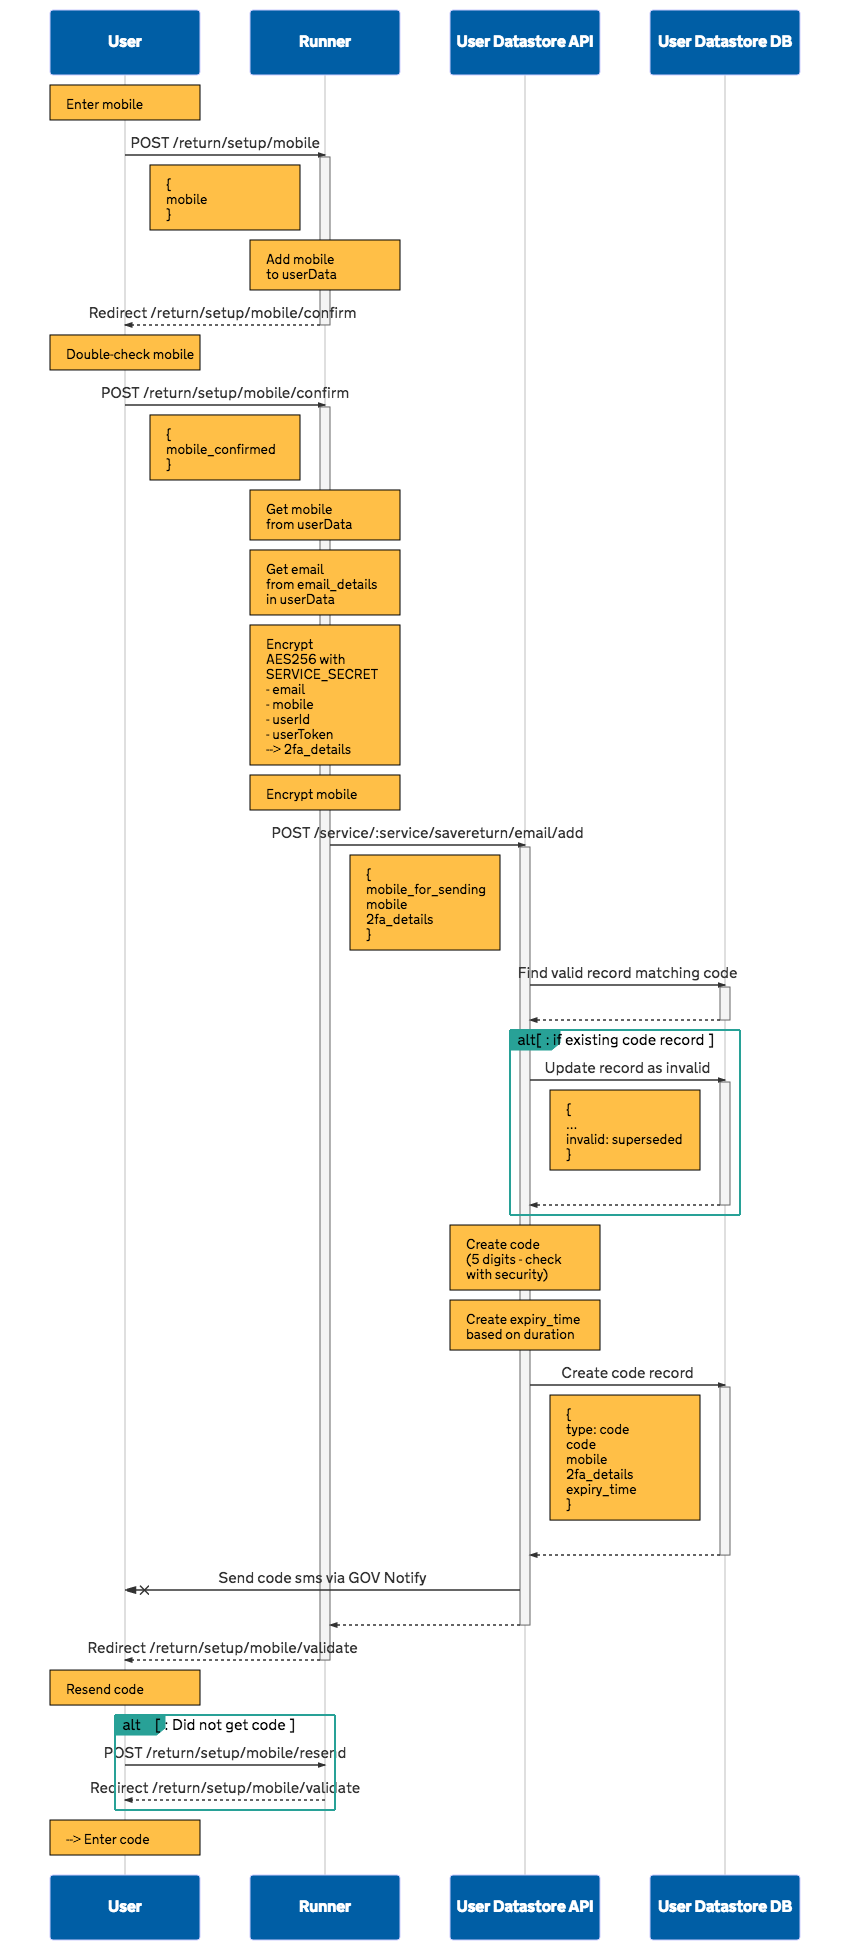 User
Runner
User Datastore API
User Datastore DB
Enter mobile
POST /return/setup/mobile
{
mobile
}
Add mobile
to userData
Redirect /return/setup/mobile/confirm
Double-check mobile
POST /return/setup/mobile/confirm
{
mobile_confirmed
}
Get mobile
from userData
Get email
from email_details
in userData
Encrypt
AES256 with
SERVICE_SECRET
- email
- mobile
- userId
- userToken
--> 2fa_details
Encrypt mobile
POST /service/:service/savereturn/email/add
{
mobile_for_sending
mobile
2fa_details
}
Find valid record matching code
alt[ : if existing code record ]
Update record as invalid
{
...
invalid: superseded
}
Create code
(5 digits - check
with security)
Create expiry_time
based on duration
Create code record
{
type: code
code
mobile
2fa_details
expiry_time
}
Send code sms via GOV Notify
Redirect /return/setup/mobile/validate
Resend code
alt [ : Did not get code ]
POST /return/setup/mobile/resend
Redirect /return/setup/mobile/validate
--> Enter code
User
Runner
User Datastore API
User Datastore DB